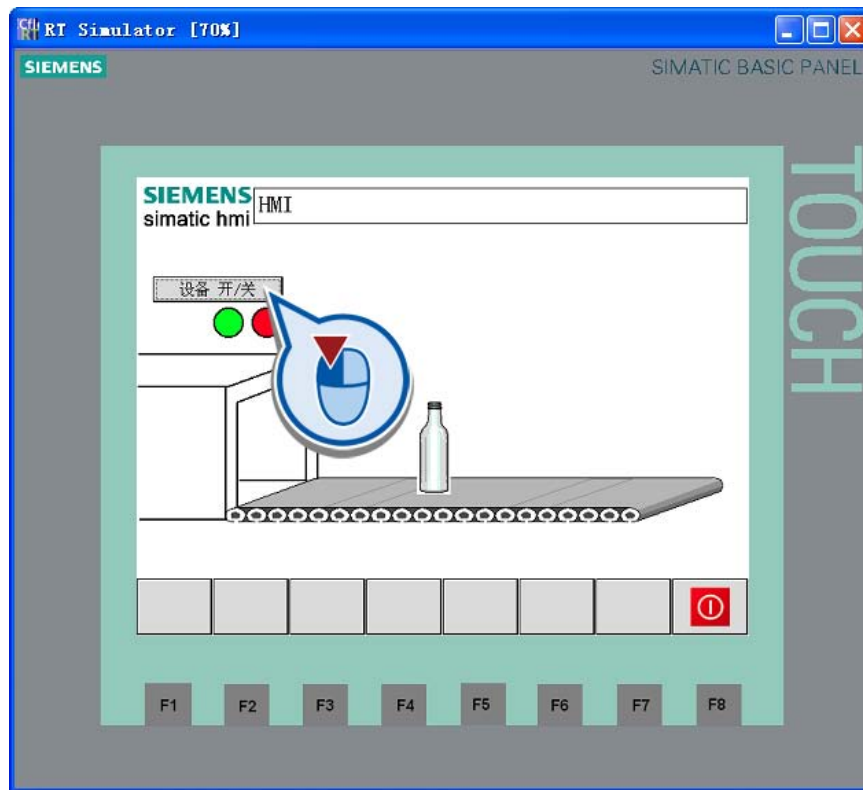 RT Simulator [70%]
SIEMENS
SIMATIC BASIC PANEL
TOUCH
SIEMENS
simatic hmi
HMI
设备 开/关
F1 F2 F3 F4 F5 F6 F7 F8